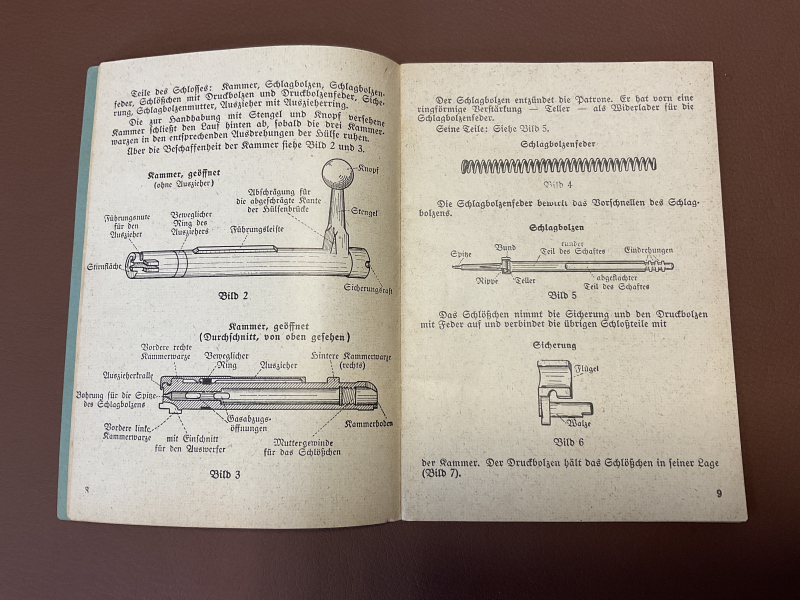 Teile des Schlosses: Kammer, Schlagbolzen, Schlagbolzen-
feder, Schlößchen mit Druckbolzen und Druckbolzenfeder, Siche-
rung, Schlagbolzenmutter, Auszieher mit Auszieherring.
Die zur Handhabung mit Stengel und Knopf versehene
Kammer schließt den Lauf hinten ab, sobald die drei Kammer-
warzen in den entsprechenden Ausdrehungen der Hülse ruhen.
Über die Beschaffenheit der Kammer siehe Bild 2 und 3.
Kammer, geöffnet
(ohne Auszieher)
Knopf
Abschrägung für
die abgeschrägte Kante
der Hülsenbrücke
Stengel
Führungsnute
für den
Auszieher
Beweglicher
Ring des
Ausziehers
Führungsleiste
Stirnfläche
Sicherungsrast
Bild 2
Kammer, geöffnet
(Durchschnitt, von oben gesehen)
Vordere rechte
Kammerwarze
Beweglicher
Ring
Auszieher
Hintere Kammerwarze
(rechts)
Auszieherkralle
Bohrung für die Spitze
des Schlagbolzens
Vordere linke
Kammerwarze
mit Einschnitt
für den Auswerfer
Gasabzugs-
öffnungen
Muttergewinde
für das Schlößchen
Kammerboden
Bild 3
8
Der Schlagbolzen entzündet die Patrone. Er hat vorn eine
ringförmige Verstärkung — Teller — als Widerlager für die
Schlagbolzenfeder.
Seine Teile: Siehe Bild 5.
Schlagbolzenfeder
Bild 4
Die Schlagbolzenfeder bewirkt das Vorschnellen des Schlag-
bolzens.
Schlagbolzen
Spitze
Bund
runder
Teil des Schaftes
Eindrehungen
Rippe
Teller
abgeflachter
Teil des Schaftes
Bild 5
Das Schlößchen nimmt die Sicherung und den Druckbolzen
mit Feder auf und verbindet die übrigen Schloßteile mit
Sicherung
Flügel
Walze
Bild 6
der Kammer. Der Druckbolzen hält das Schlößchen in seiner Lage
(Bild 7).
9